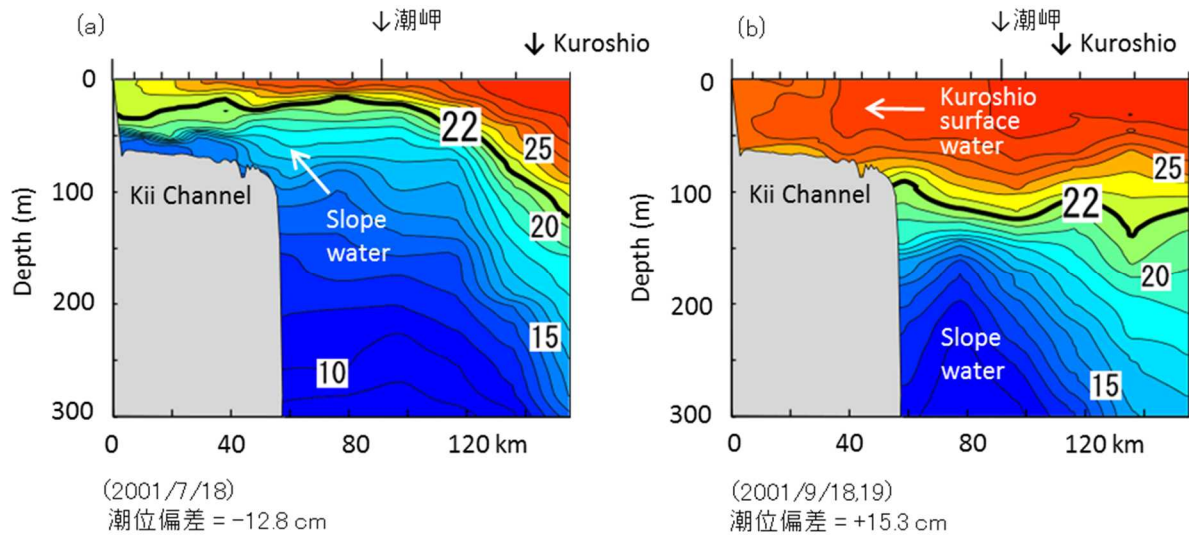 (a)
↓潮岬
↓ Kuroshio
0
100
200
300
Depth (m)
22
25
20
15
10
Kii Channel
Slope
water
0
40
80
120 km
(2001/7/18)
潮位偏差 = -12.8 cm
(b)
↓潮岬
↓ Kuroshio
0
100
200
300
Depth (m)
Kuroshio
surface
water
25
22
20
15
Kii Channel
Slope
water
0
40
80
120 km
(2001/9/18,19)
潮位偏差 = +15.3 cm